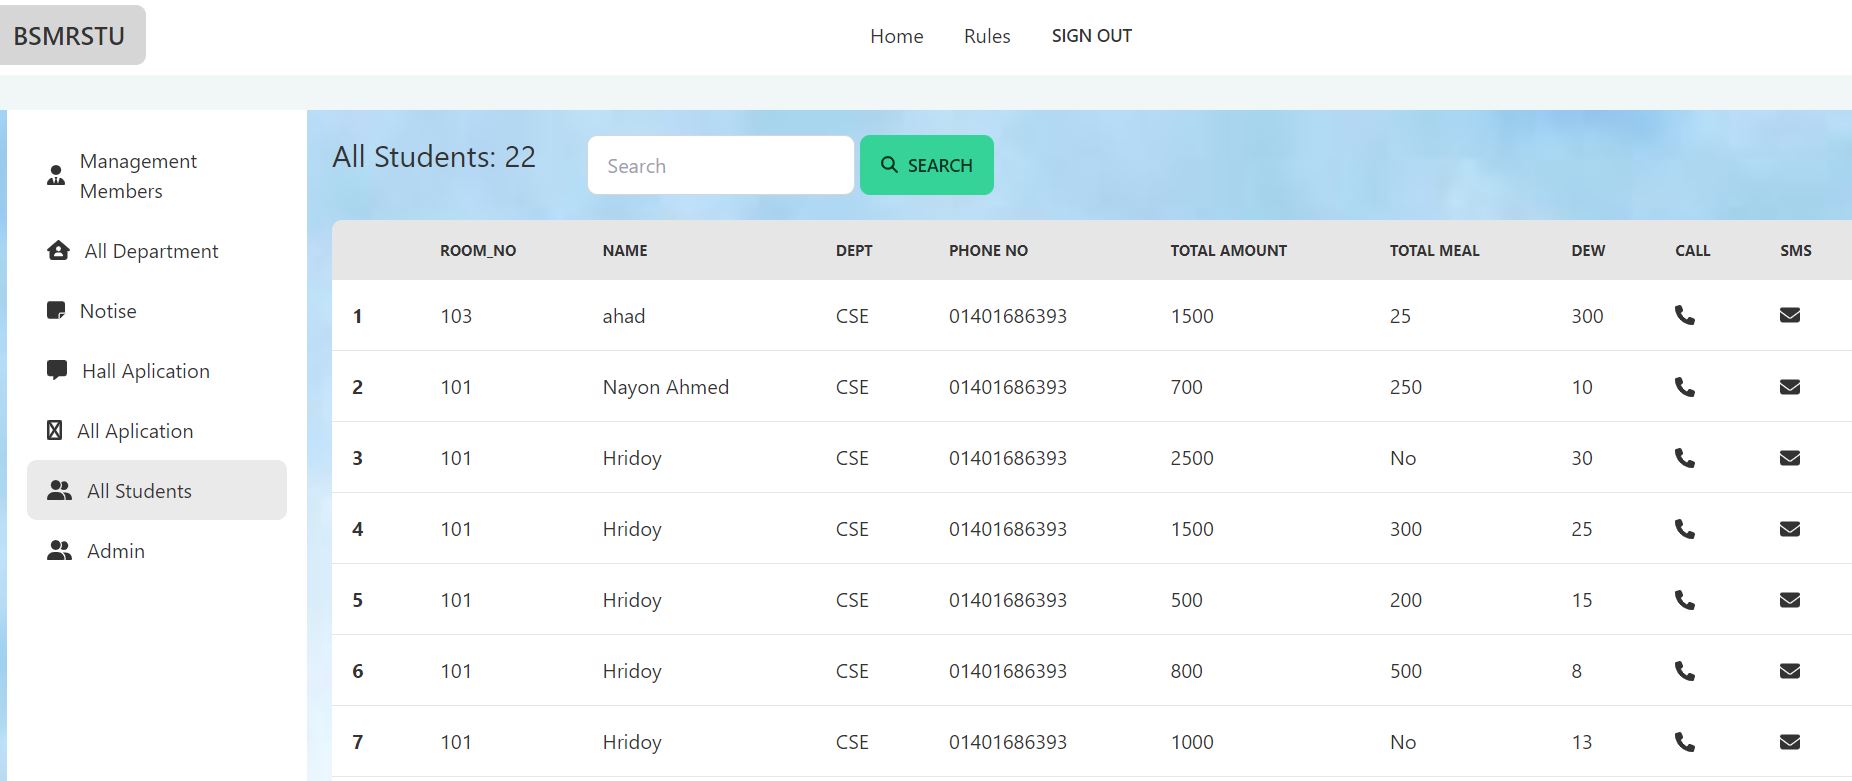 BSMRSTU
Home Rules SIGN OUT
Management
Members
All Department
Notise
Hall Aplication
All Aplication
All Students
Admin
All Students: 22
Search
SEARCH
ROOM_NO NAME DEPT PHONE NO TOTAL AMOUNT TOTAL MEAL DEW CALL SMS
1 103 ahad CSE 01401686393 1500 25 300
2 101 Nayon Ahmed CSE 01401686393 700 250 10
3 101 Hridoy CSE 01401686393 2500 No 30
4 101 Hridoy CSE 01401686393 1500 300 25
5 101 Hridoy CSE 01401686393 500 200 15
6 101 Hridoy CSE 01401686393 800 500 8
7 101 Hridoy CSE 01401686393 1000 No 13